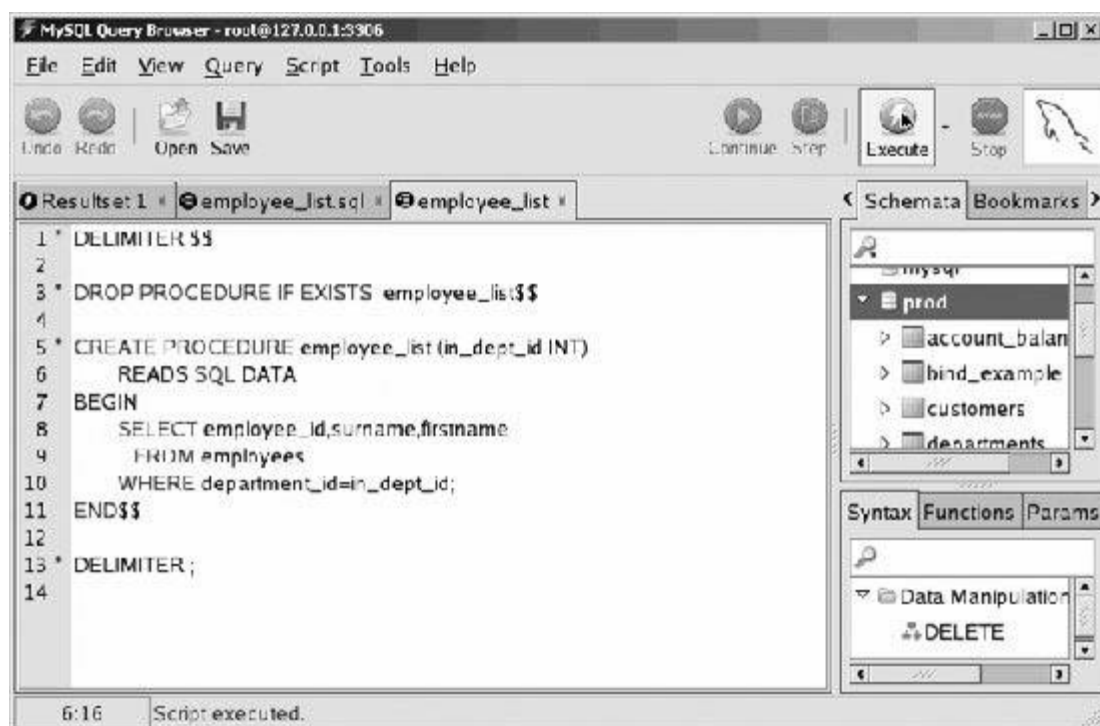 MySQL Query Browser - root@127.0.0.1:3306
File Edit View Query Script Tools Help
Undo Redo Open Save Continue Step Execute Stop
Resultset 1 employee_list.sql employee_list
Schemata Bookmarks
1 * DELIMITER $$
2
3 * DROP PROCEDURE IF EXISTS employee_list$$
4
5 * CREATE PROCEDURE employee_list (in_dept_id INT)
6 READS SQL DATA
7 BEGIN
8 SELECT employee_id,surname,firstname
9 FROM employees
10 WHERE department_id=in_dept_id;
11 END$$
12
13 * DELIMITER ;
14
mysql
prod
account_balan
bind_example
customers
departments
Syntax Functions Params
Data Manipulation
DELETE
6:16 Script executed.